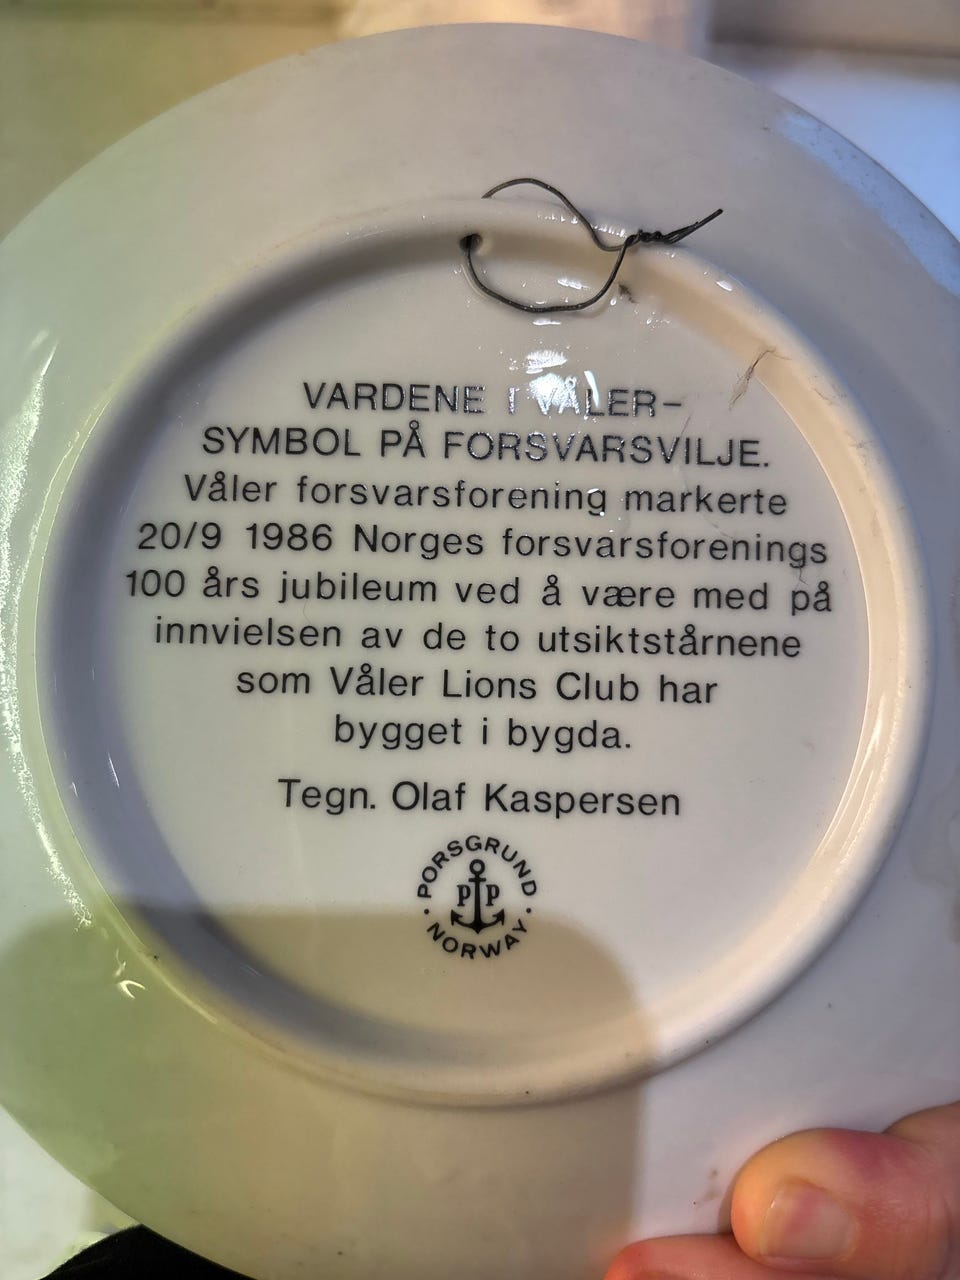 VARDENE I VÅLER-
SYMBOL PÅ FORSVARSVILJE.
Våler forsvarsforening markerte
20/9 1986 Norges forsvarsforenings
100 års jubileum ved å være med på
innvielsen av de to utsiktstårnene
som Våler Lions Club har
bygget i bygda.
Tegn. Olaf Kaspersen
PORSGRUND
PP
NORWAY